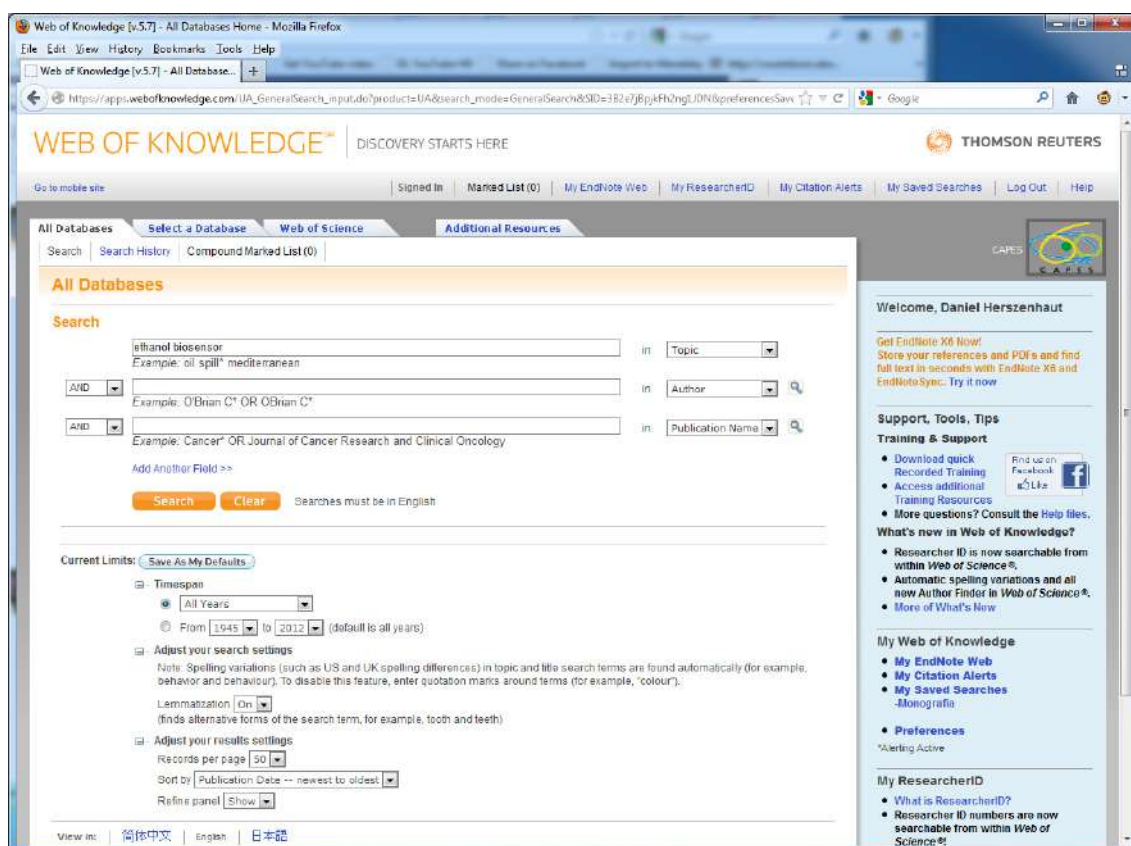 Web of Knowledge [v.5.7] - All Databases Home - Mozilla Firefox
File Edit View History Bookmarks Tools Help
Web of Knowledge [v.5.7] - All Database...
Google
WEB OF KNOWLEDGE℠ DISCOVERY STARTS HERE
THOMSON REUTERS
Go to mobile site
Signed In Marked List (0) My EndNote Web My ResearcherID My Citation Alerts My Saved Searches Log Out Help
All Databases Select a Database Web of Science Additional Resources
Search Search History Compound Marked List (0)
CAPES
CAPES
All Databases
Search
ethanol biosensor in Topic
Example: oil spill* mediterranean
AND in Author
Example: O'Brian C* OR OBrian C*
AND in Publication Name
Example: Cancer* OR Journal of Cancer Research and Clinical Oncology
Add Another Field >>
Search Clear Searches must be in English
Current Limits: Save As My Defaults
Timespan
All Years
From 1945 to 2012 (default is all years)
Adjust your search settings
Note: Spelling variations (such as US and UK spelling differences) in topic and title search terms are found automatically (for example,
behavior and behaviour). To disable this feature, enter quotation marks around terms (for example, "colour").
Lemmatization On
(finds alternative forms of the search term, for example, tooth and teeth)
Adjust your results settings
Records per page 50
Sort by Publication Date -- newest to oldest
Refine panel Show
View in: 简体中文 English 日本語
Welcome, Daniel Herszenhaut
Get EndNote X6 Now!
Store your references and PDFs and find
full text in seconds with EndNote X6 and
EndNote Sync. Try it now
Support, Tools, Tips
Training & Support
Download quick
Recorded Training
Access additional
Training Resources
Find us on
Facebook
Like
More questions? Consult the Help files.
What's new in Web of Knowledge?
Researcher ID is now searchable from
within Web of Science®.
Automatic spelling variations and all
new Author Finder in Web of Science®.
More of What's New
My Web of Knowledge
My EndNote Web
My Citation Alerts
My Saved Searches
-Monografia
Preferences
*Alerting Active
My ResearcherID
What is ResearcherID?
Researcher ID numbers are now
searchable from within Web of
Science®!